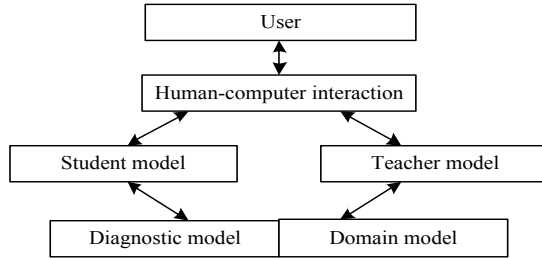 User
Human-computer interaction
Student model
Teacher model
Diagnostic model
Domain model